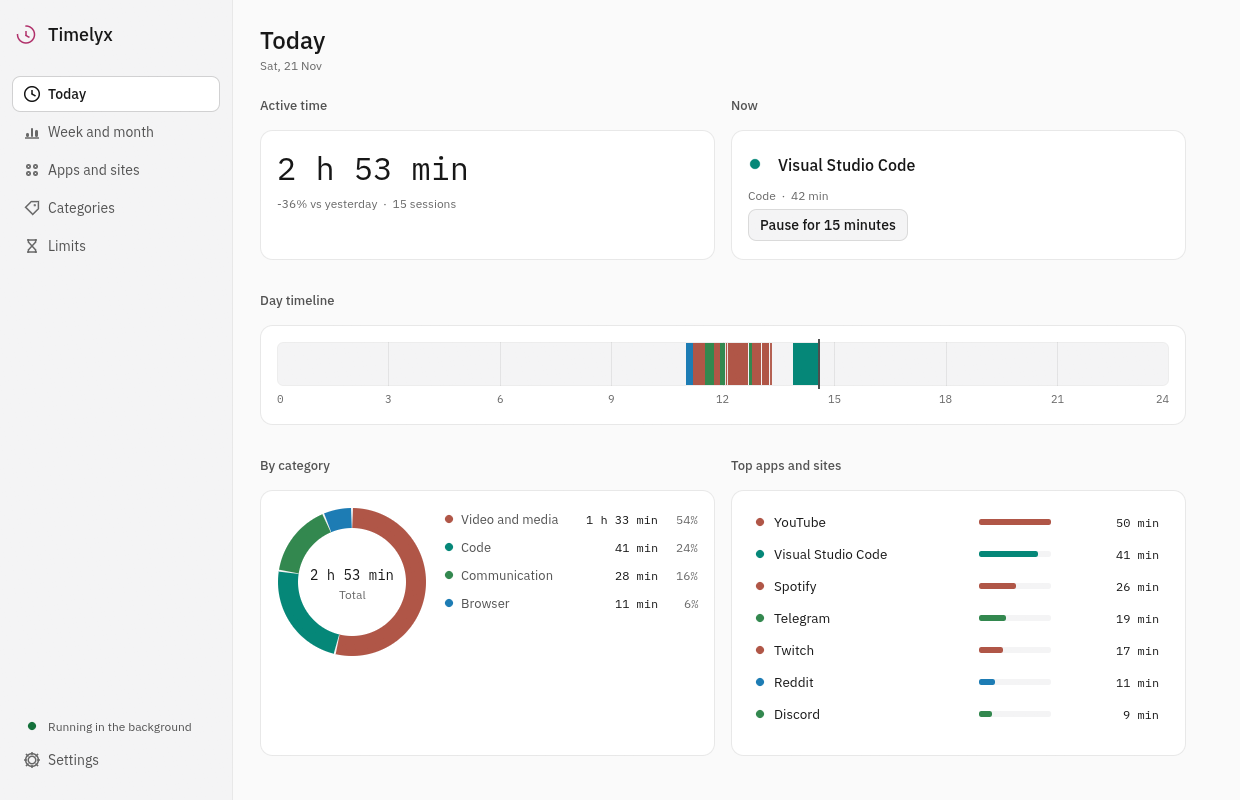 Timelyx
Today
Week and month
Apps and sites
Categories
Limits
Running in the background
Settings
Today
Sat, 21 Nov
Active time
2 h 53 min
-36% vs yesterday · 15 sessions
Now
Visual Studio Code
Code · 42 min
Pause for 15 minutes
Day timeline
0 3 6 9 12 15 18 21 24
By category
2 h 53 min
Total
Video and media 1 h 33 min 54%
Code 41 min 24%
Communication 28 min 16%
Browser 11 min 6%
Top apps and sites
YouTube 50 min
Visual Studio Code 41 min
Spotify 26 min
Telegram 19 min
Twitch 17 min
Reddit 11 min
Discord 9 min